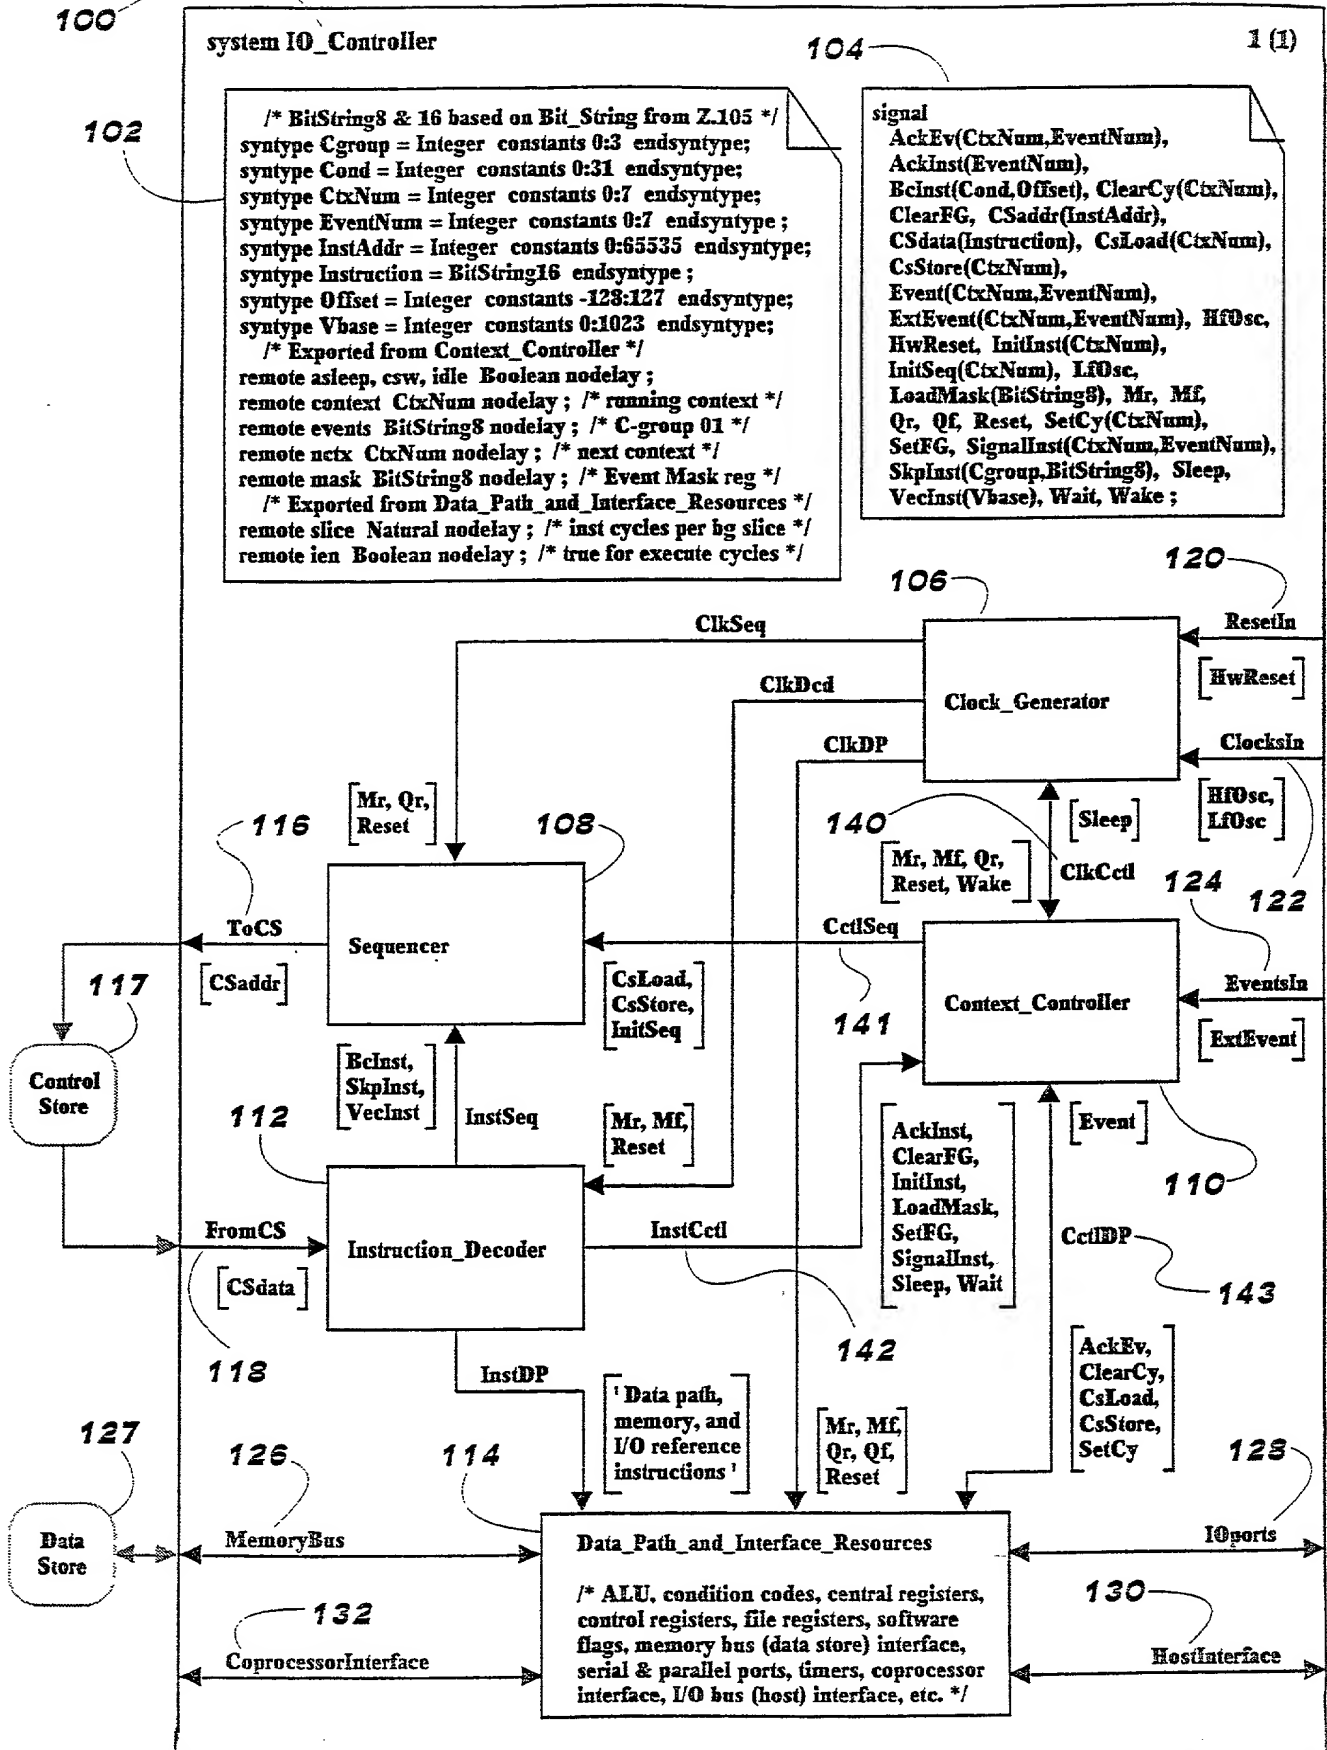 100
system IO_Controller
1 (1)
102
/* BitString8 & 16 based on Bit_String from Z.105 */
syntype Cgroup = Integer constants 0:3 endsyntype;
syntype Cond = Integer constants 0:31 endsyntype;
syntype CtxNum = Integer constants 0:7 endsyntype;
syntype EventNum = Integer constants 0:7 endsyntype ;
syntype InstAddr = Integer constants 0:65535 endsyntype;
syntype Instruction = BitString16 endsyntype ;
syntype Offset = Integer constants -128:127 endsyntype;
syntype Vbase = Integer constants 0:1023 endsyntype;
/* Exported from Context_Controller */
remote asleep, csw, idle Boolean nodelay ;
remote context CtxNum nodelay ; /* running context */
remote events BitString8 nodelay ; /* C-group 01 */
remote nctx CtxNum nodelay ; /* next context */
remote mask BitString8 nodelay ; /* Event Mask reg */
/* Exported from Data_Path_and_Interface_Resources */
remote slice Natural nodelay ; /* inst cycles per bg slice */
remote ien Boolean nodelay ; /* true for execute cycles */
104
signal
AckEv(CtxNum,EventNum),
AckInst(EventNum),
BcInst(Cond,Offset), ClearCy(CtxNum),
ClearFG, CSaddr(InstAddr),
CSdata(Instruction), CsLoad(CtxNum),
CsStore(CtxNum),
Event(CtxNum,EventNum),
ExtEvent(CtxNum,EventNum), HfOsc,
HwReset, InitInst(CtxNum),
InitSeq(CtxNum), LfOsc,
LoadMask(BitString8), Mr, Mf,
Qr, Qf, Reset, SetCy(CtxNum),
SetFG, SignalInst(CtxNum,EventNum),
SkpInst(Cgroup,BitString8), Sleep,
VecInst(Vbase), Wait, Wake ;
106
120
ClkSeq
ResetIn
[HwReset]
ClkDcd
Clock_Generator
ClkDP
ClocksIn
[HfOsc,
LfOsc]
122
[Mr, Qr,
Reset]
116
108
140
[Sleep]
[Mr, Mf, Qr,
Reset, Wake]
ClkCctl
124
ToCS
[CSaddr]
Sequencer
CctlSeq
[CsLoad,
CsStore,
InitSeq]
141
Context_Controller
EventsIn
[ExtEvent]
117
Control
Store
[BcInst,
SkpInst,
VecInst]
InstSeq
112
[Mr, Mf,
Reset]
[AckInst,
ClearFG,
InitInst,
LoadMask,
SetFG,
SignalInst,
Sleep, Wait]
[Event]
110
FromCS
[CSdata]
118
Instruction_Decoder
InstCctl
142
CctlDP
143
InstDP
[' Data path,
memory, and
I/O reference
instructions ']
[Mr, Mf,
Qr, Qf,
Reset]
[AckEv,
ClearCy,
CsLoad,
CsStore,
SetCy]
127
126
114
128
Data
Store
MemoryBus
Data_Path_and_Interface_Resources
IOports
/* ALU, condition codes, central registers,
control registers, file registers, software
flags, memory bus (data store) interface,
serial & parallel ports, timers, coprocessor
interface, I/O bus (host) interface, etc. */
132
130
CoprocessorInterface
HostInterface